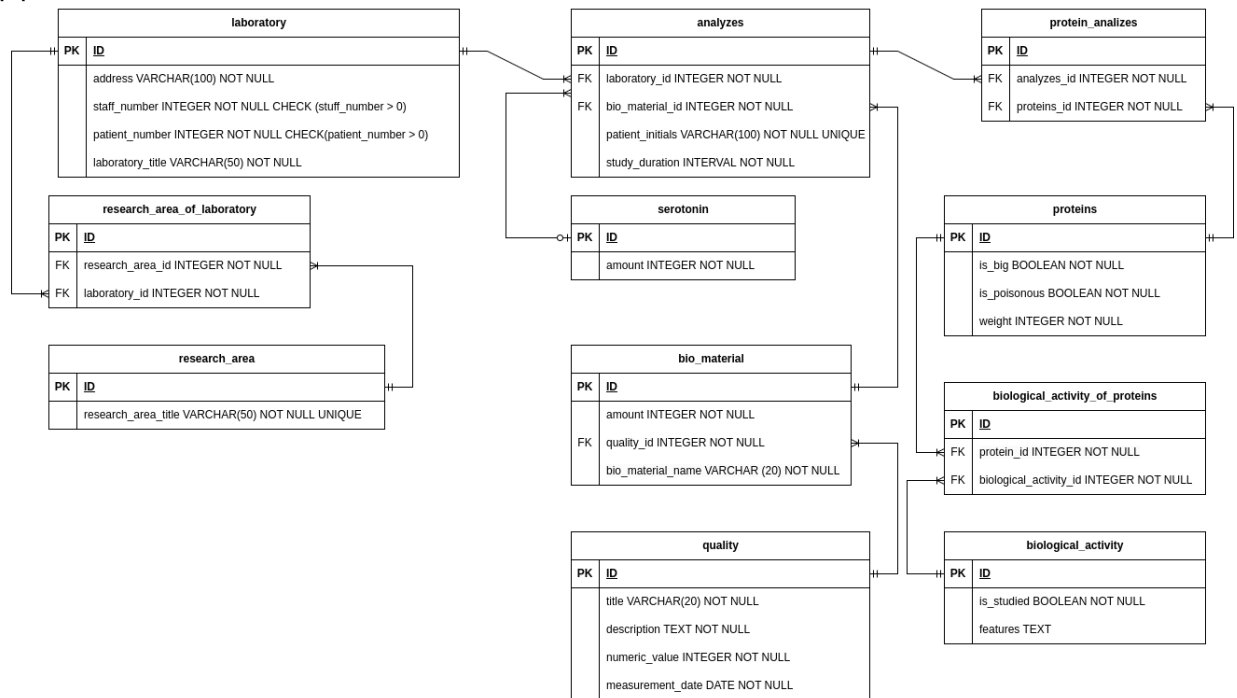 laboratory
PK ID
address VARCHAR(100) NOT NULL
staff_number INTEGER NOT NULL CHECK (stuff_number > 0)
patient_number INTEGER NOT NULL CHECK(patient_number > 0)
laboratory_title VARCHAR(50) NOT NULL
research_area_of_laboratory
PK ID
FK research_area_id INTEGER NOT NULL
FK laboratory_id INTEGER NOT NULL
research_area
PK ID
research_area_title VARCHAR(50) NOT NULL UNIQUE
analyzes
PK ID
FK laboratory_id INTEGER NOT NULL
FK bio_material_id INTEGER NOT NULL
patient_initials VARCHAR(100) NOT NULL UNIQUE
study_duration INTERVAL NOT NULL
serotonin
PK ID
amount INTEGER NOT NULL
bio_material
PK ID
amount INTEGER NOT NULL
FK quality_id INTEGER NOT NULL
bio_material_name VARCHAR (20) NOT NULL
quality
PK ID
title VARCHAR(20) NOT NULL
description TEXT NOT NULL
numeric_value INTEGER NOT NULL
measurement_date DATE NOT NULL
protein_analizes
PK ID
FK analyzes_id INTEGER NOT NULL
FK proteins_id INTEGER NOT NULL
proteins
PK ID
is_big BOOLEAN NOT NULL
is_poisonous BOOLEAN NOT NULL
weight INTEGER NOT NULL
biological_activity_of_proteins
PK ID
FK protein_id INTEGER NOT NULL
FK biological_activity_id INTEGER NOT NULL
biological_activity
PK ID
is_studied BOOLEAN NOT NULL
features TEXT